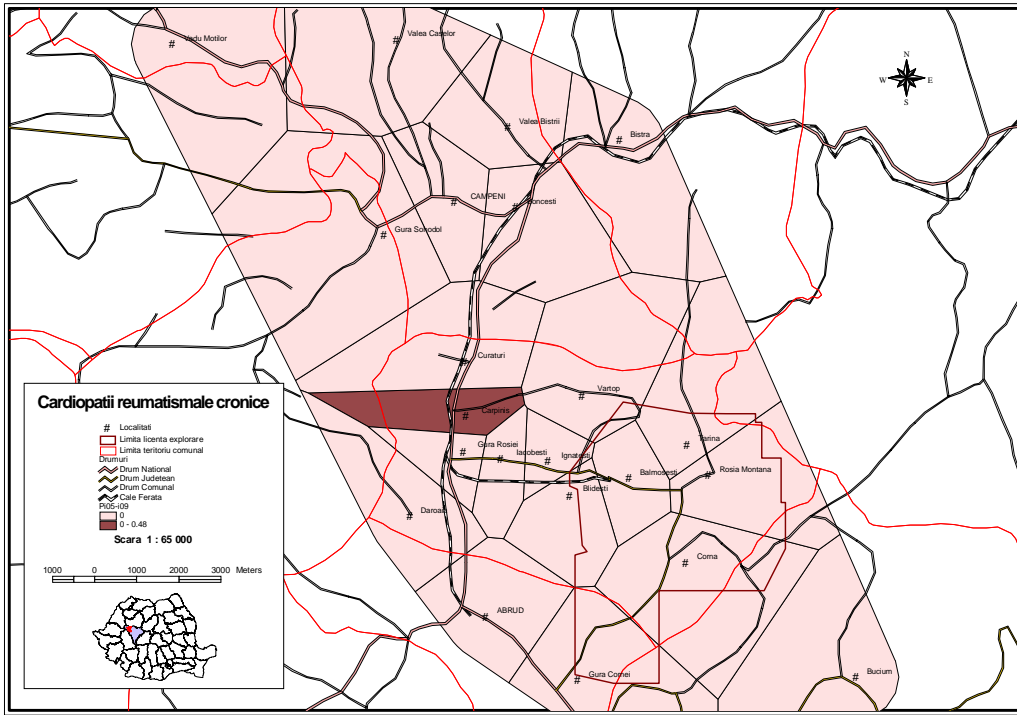 Vadu Motilor
Valea Caselor
N
W E
S
Valea Bistrii
Bistra
CAMPENI
Gura Sohodol
Curaturi
Vartop
Carpinis
Tarina
Gura Rosiei
Iacobesti
Ignatesti
Balmosesti
Rosia Montana
Blidesti
Daroaia
Corna
ABRUD
Gura Cornei
Bucium
Cardiopatii reumatismale cronice
Localitati
Limita licenta explorare
Limita teritoriu comunal
Drumuri
Drum National
Drum Judetean
Drum Comunal
Cale Ferata
PI05-i09
0
0 - 0.48
Scara 1 : 65 000
1000 0 1000 2000 3000 Meters